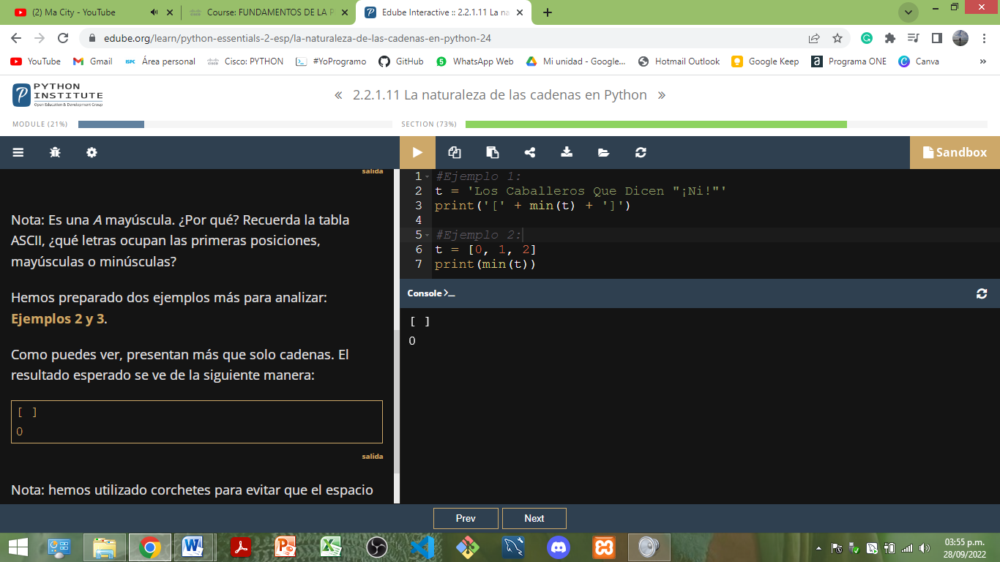 (2) Ma City - YouTube
Course: FUNDAMENTOS DE LA P
Edube Interactive :: 2.2.1.11 La na
edube.org/learn/python-essentials-2-esp/la-naturaleza-de-las-cadenas-en-python-24
YouTube
Gmail
Área personal
Cisco: PYTHON
#YoProgramo
GitHub
WhatsApp Web
Mi unidad - Google...
Hotmail Outlook
Google Keep
Programa ONE
Canva
»
PYTHON
INSTITUTE
Open Education & Development Group
« 2.2.1.11 La naturaleza de las cadenas en Python »
MODULE (21%)
SECTION (73%)
Sandbox
salida
Nota: Es una A mayúscula. ¿Por qué? Recuerda la tabla
ASCII, ¿qué letras ocupan las primeras posiciones,
mayúsculas o minúsculas?
Hemos preparado dos ejemplos más para analizar:
Ejemplos 2 y 3.
Como puedes ver, presentan más que solo cadenas. El
resultado esperado se ve de la siguiente manera:
[ ]
0
salida
Nota: hemos utilizado corchetes para evitar que el espacio
1 #Ejemplo 1:
2 t = 'Los Caballeros Que Dicen "¡Ni!"'
3 print('[' + min(t) + ']')
4
5 #Ejemplo 2:
6 t = [0, 1, 2]
7 print(min(t))
Console >_
[ ]
0
Prev
Next
03:55 p.m.
28/09/2022